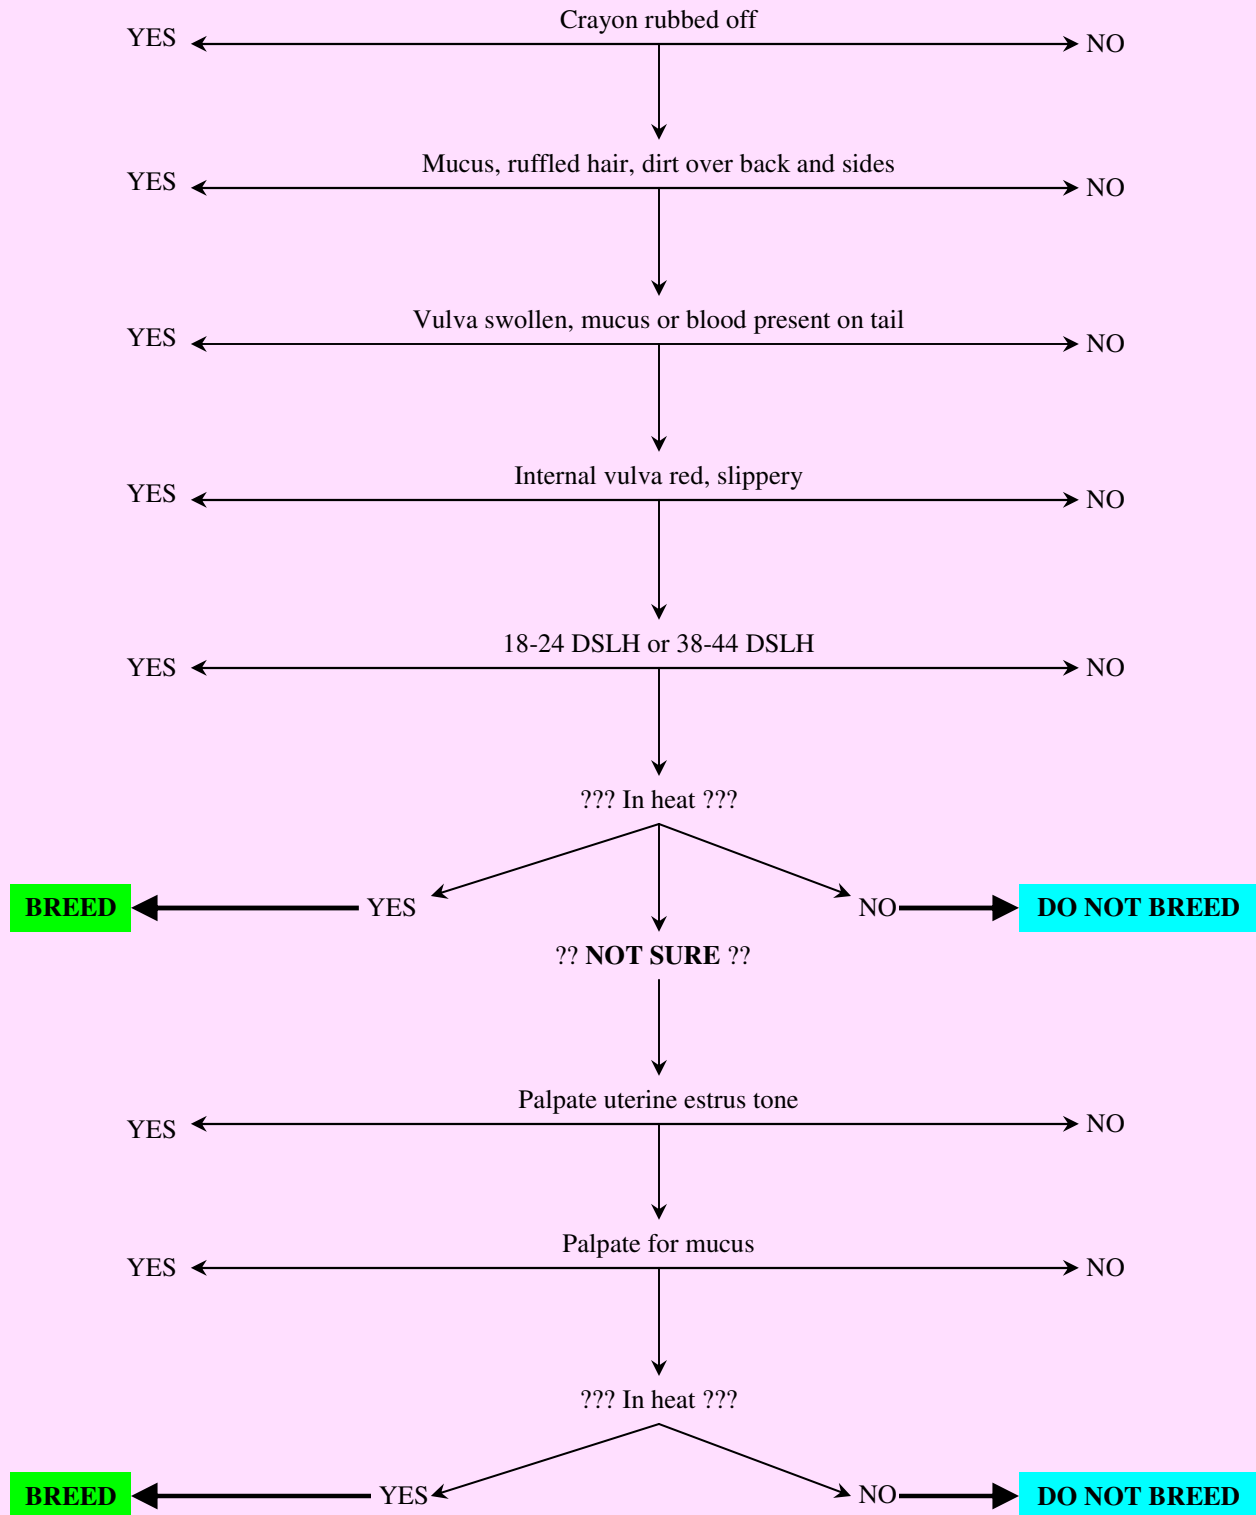 Crayon rubbed off
YES NO
Mucus, ruffled hair, dirt over back and sides
YES NO
Vulva swollen, mucus or blood present on tail
YES NO
Internal vulva red, slippery
YES NO
18-24 DSLH or 38-44 DSLH
YES NO
??? In heat ???
BREED YES NO DO NOT BREED
?? NOT SURE ??
Palpate uterine estrus tone
YES NO
Palpate for mucus
YES NO
??? In heat ???
BREED YES NO DO NOT BREED